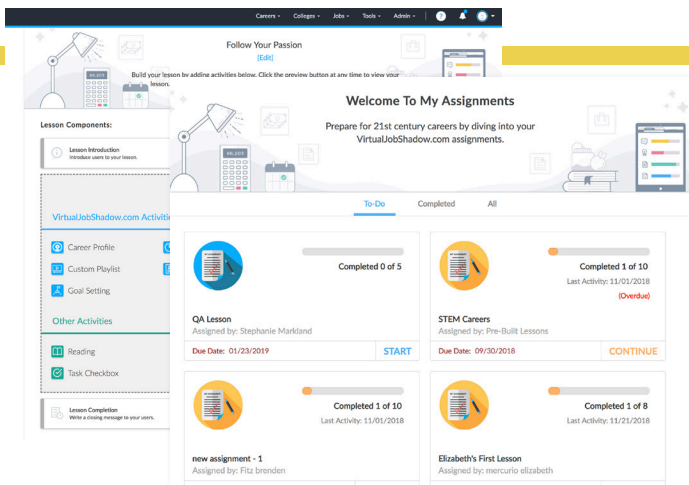 Careers
Colleges
Jobs
Tools
Admin
?
Follow Your Passion
[Edit]
Build your lesson by adding activities below. Click the preview button at any time to view your
lesson.
Lesson Components:
Lesson Introduction
Introduce users to your lesson.
VirtualJobShadow.com Activiti
Career Profile
Custom Playlist
Goal Setting
Other Activities
Reading
Task Checkbox
Lesson Completion
Write a closing message to your users.
Welcome To My Assignments
Prepare for 21st century careers by diving into your
VirtualJobShadow.com assignments.
To-Do
Completed
All
Completed 0 of 5
QA Lesson
Assigned by: Stephanie Markland
Due Date: 01/23/2019
START
Completed 1 of 10
Last Activity: 11/01/2018
(Overdue)
STEM Careers
Assigned by: Pre-Built Lessons
Due Date: 09/30/2018
CONTINUE
Completed 1 of 10
Last Activity: 11/01/2018
new assignment - 1
Assigned by: Fitz brenden
Completed 1 of 8
Last Activity: 11/21/2018
Elizabeth's First Lesson
Assigned by: mercurio elizabeth